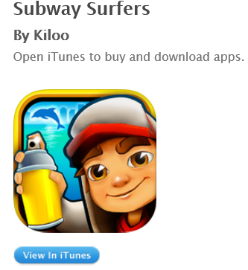 Subway Surfers
By Kiloo
Open iTunes to buy and download apps.
View In iTunes